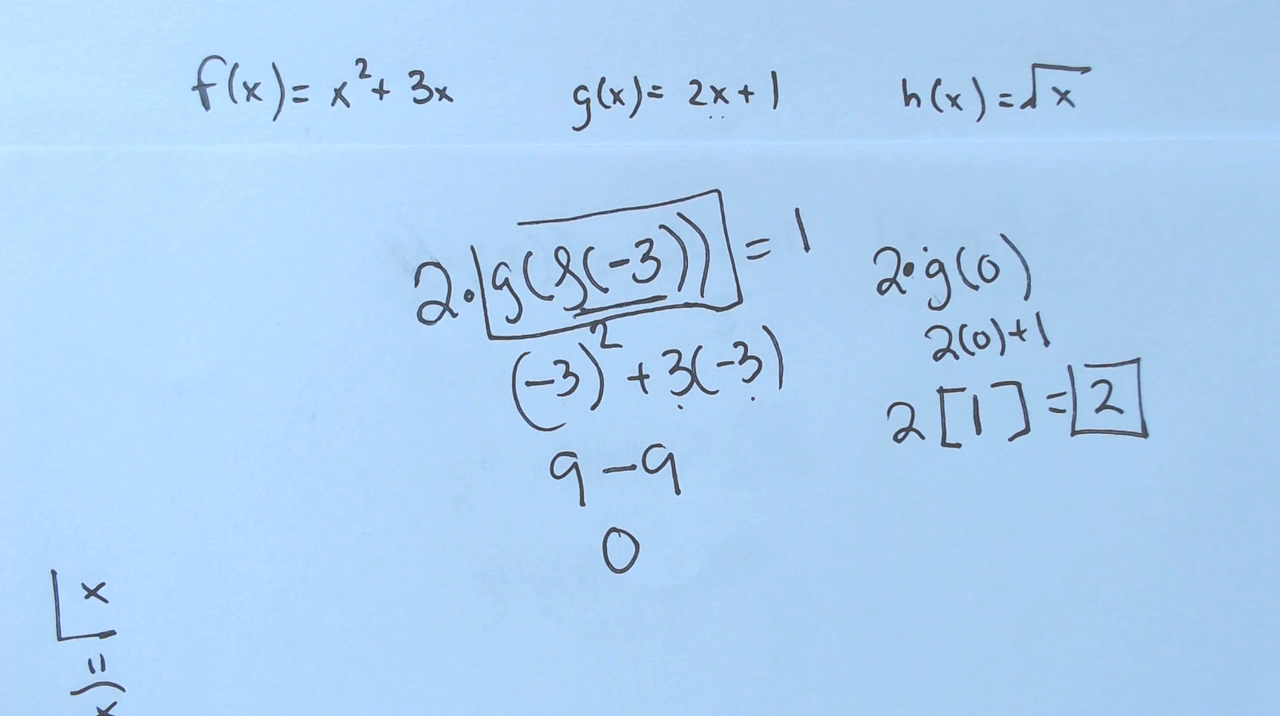 f(x) = x² + 3x
g(x) = 2x + 1
h(x) = √x
2·g(f(-3)) = 1
(-3)² + 3(-3)
9 - 9
0
2·g(0)
2(0)+1
2[1] = 2
x) = √x